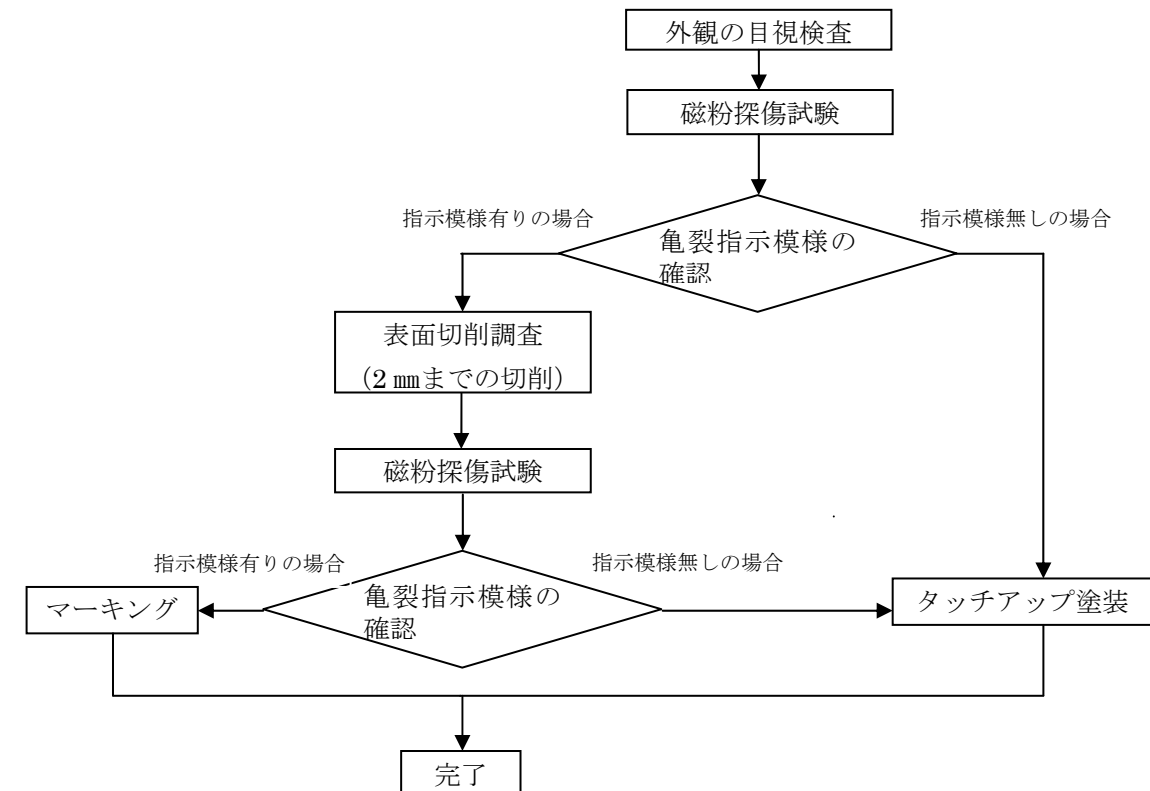 外観の目視検査
磁粉探傷試験
指示模様有りの場合
指示模様無しの場合
亀裂指示模様の
確認
表面切削調査
（2㎜までの切削）
磁粉探傷試験
指示模様有りの場合
指示模様無しの場合
マーキング
亀裂指示模様の
確認
タッチアップ塗装
完了